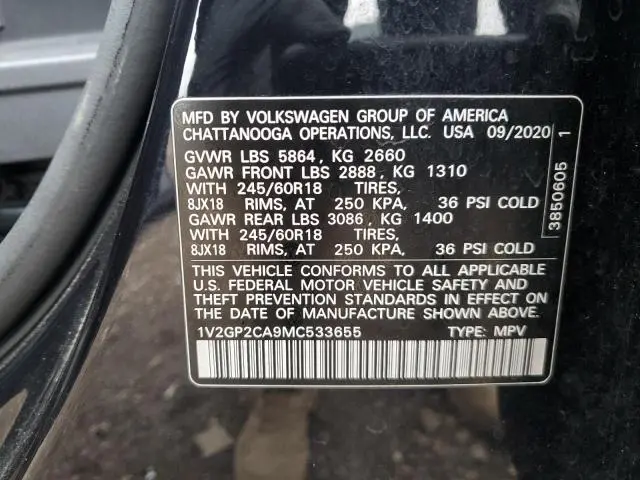 MFD BY VOLKSWAGEN GROUP OF AMERICA
CHATTANOOGA OPERATIONS, LLC. USA 09/2020
GVWR LBS 5864, KG 2660
GAWR FRONT LBS 2888, KG 1310
WITH 245/60R18 TIRES,
8JX18 RIMS, AT 250 KPA, 36 PSI COLD
GAWR REAR LBS 3086, KG 1400
WITH 245/60R18 TIRES,
8JX18 RIMS, AT 250 KPA, 36 PSI COLD
THIS VEHICLE CONFORMS TO ALL APPLICABLE
U.S. FEDERAL MOTOR VEHICLE SAFETY AND
THEFT PREVENTION STANDARDS IN EFFECT ON
THE DATE OF MANUFACTURE SHOWN ABOVE.
1V2GP2CA9MC533655 TYPE: MPV
3850605 1